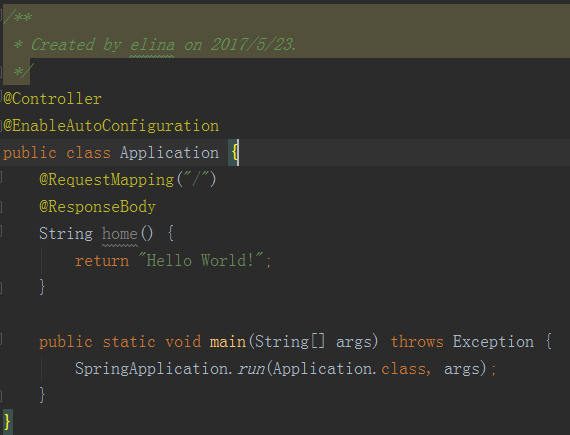 /**
 * Created by elina on 2017/5/23.
 */
@Controller
@EnableAutoConfiguration
public class Application {
    @RequestMapping("/")
    @ResponseBody
    String home() {
        return "Hello World!";
    }

    public static void main(String[] args) throws Exception {
        SpringApplication.run(Application.class, args);
    }
}